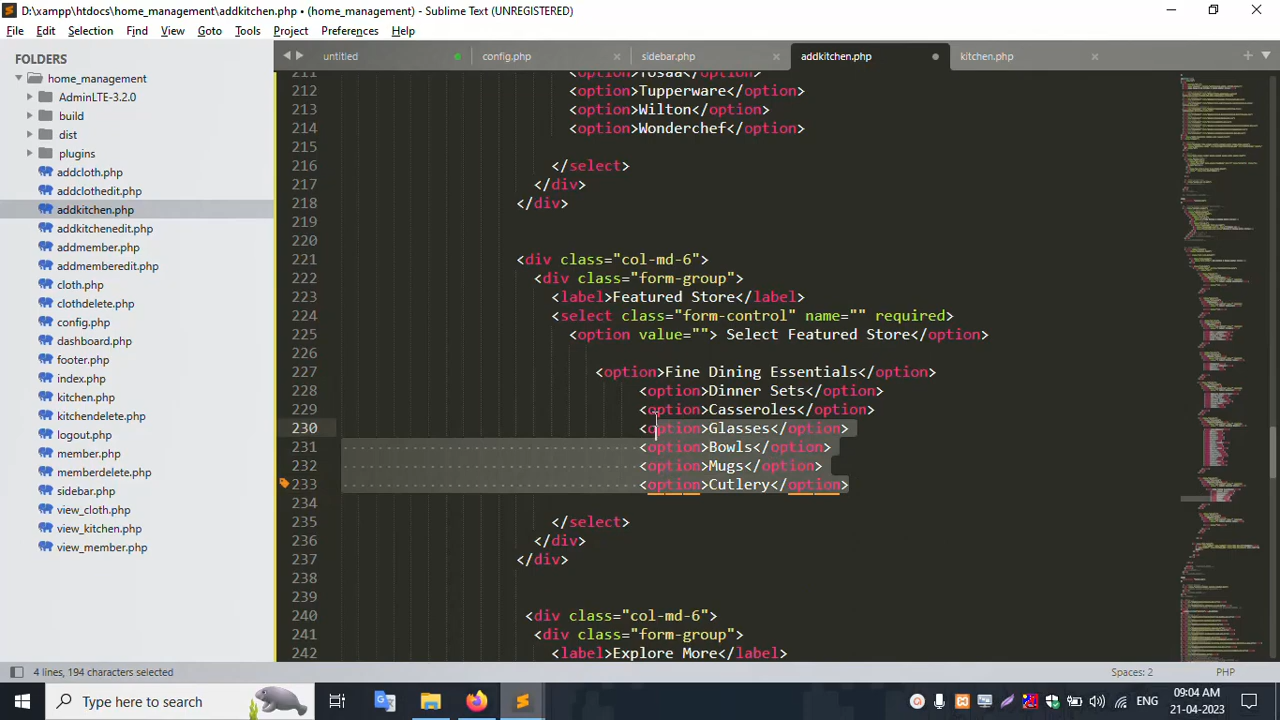 D:\xampp\htdocs\home_management\addkitchen.php • (home_management) - Sublime Text (UNREGISTERED)
File Edit Selection Find View Goto Tools Project Preferences Help
FOLDERS
home_management
AdminLTE-3.2.0
build
dist
plugins
addcloth.php
addclothedit.php
addkitchen.php
addkitchenedit.php
addmember.php
addmemberedit.php
cloth.php
clothdelete.php
config.php
dashboard.php
footer.php
index.php
kitchen.php
kitchendelete.php
logout.php
member.php
memberdelete.php
sidebar.php
view_cloth.php
view_kitchen.php
view_member.php
untitled config.php sidebar.php addkitchen.php kitchen.php
211 <option>Tosaa</option>
212 <option>Tupperware</option>
213 <option>Wilton</option>
214 <option>Wonderchef</option>
215
216 </select>
217 </div>
218 </div>
219
220
221 <div class="col-md-6">
222 <div class="form-group">
223 <label>Featured Store</label>
224 <select class="form-control" name="" required>
225 <option value=""> Select Featured Store</option>
226
227 <option>Fine Dining Essentials</option>
228 <option>Dinner Sets</option>
229 <option>Casseroles</option>
230 <option>Glasses</option>
231 <option>Bowls</option>
232 <option>Mugs</option>
233 <option>Cutlery</option>
234
235 </select>
236 </div>
237 </div>
238
239
240 <div class="col-md-6">
241 <div class="form-group">
242 <label>Explore More</label>
4 lines, 194 characters selected Spaces: 2 PHP
Type here to search ENG 09:04 AM
21-04-2023